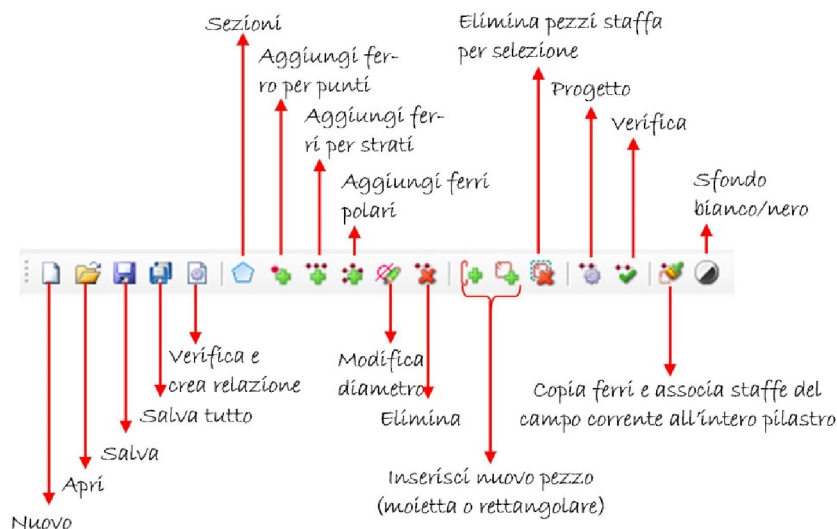 Sezioni
Aggiungi fer-
ro per punti
Aggiungi fer-
ri per strati
Aggiungi ferri
polari
Elimina pezzi staffa
per selezione
Progetto
Verifica
Sfondo
bianco/nero
Verifica e
crea relazione
Salva tutto
Salva
Apri
Nuovo
Modifica
diametro
Elimina
Inserisci nuovo pezzo
(moietta o rettangolare)
Copia ferri e associa staffe del
campo corrente all'intero pilastro